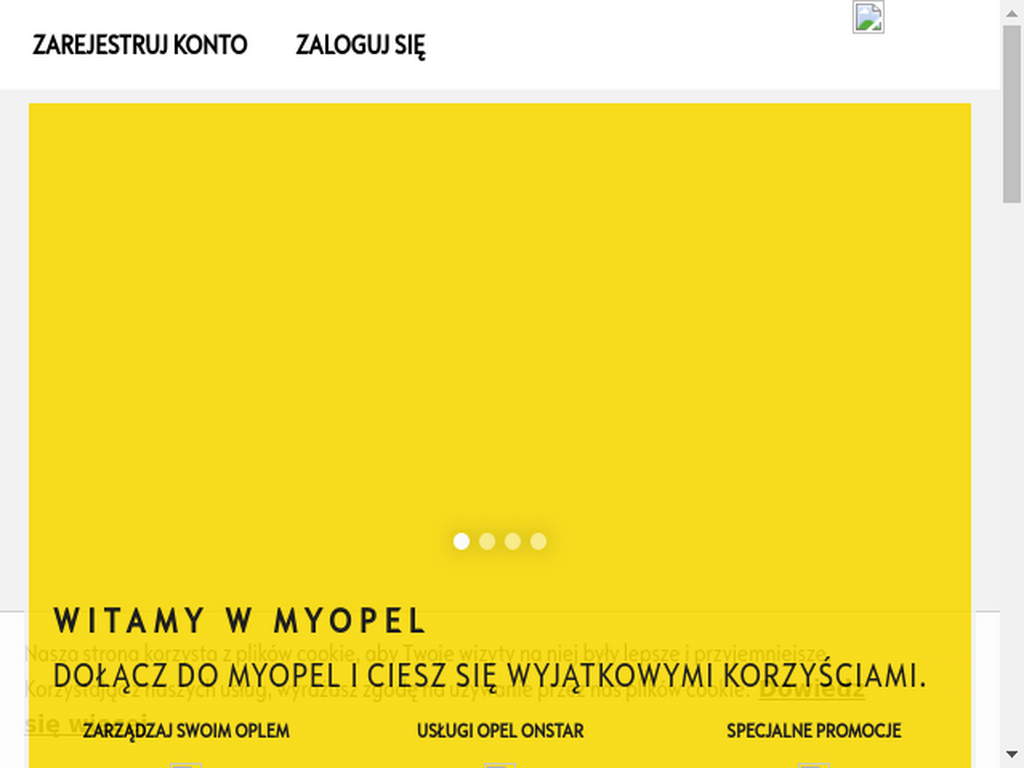 ZAREJESTRUJ KONTO ZALOGUJ SIĘ
WITAMY W MYOPEL
Nasza strona korzysta z plików cookie, aby Twoje wizyty na niej były lepsze i przyjemniejsze.
DOŁĄCZ DO MYOPEL I CIESZ SIĘ WYJĄTKOWYMI KORZYŚCIAMI.
Korzystając z naszych usług, wyrażasz zgodę na używanie przez nas plików cookie. Dowiedz
się więcej
ZARZĄDZAJ SWOIM OPLEM USŁUGI OPEL ONSTAR SPECJALNE PROMOCJE